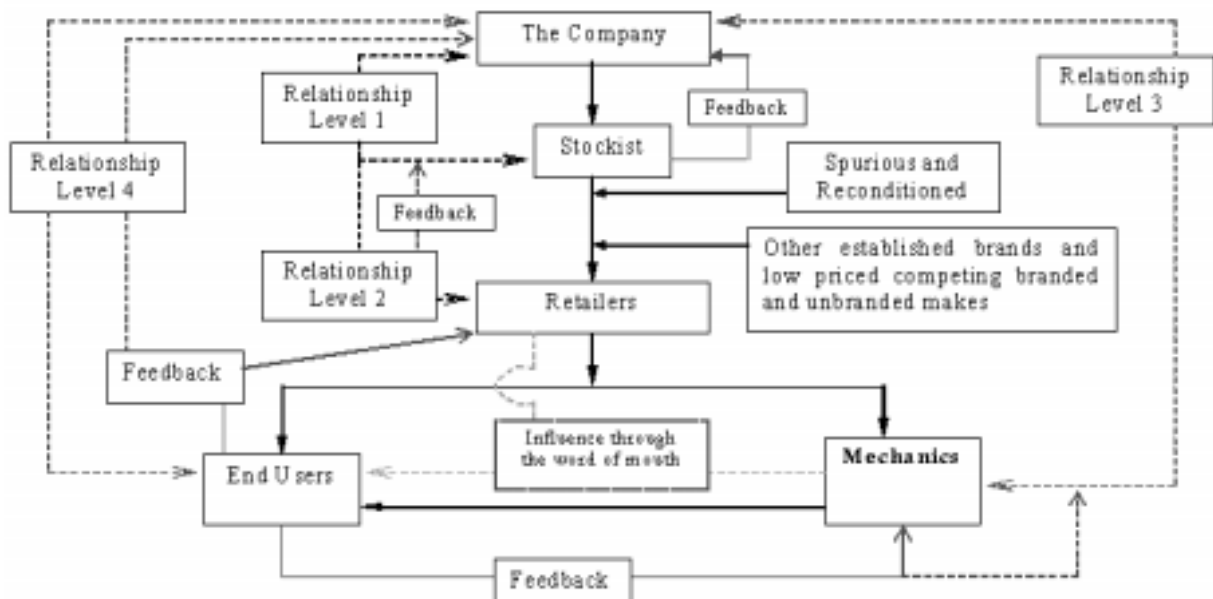 The Company
Relationship
Level 1
Feedback
Relationship
Level 3
Stockist
Relationship
Level 4
Spurious and
Reconditioned
Feedback
Other established brands and
low priced competing branded
and unbranded makes
Relationship
Level 2
Retailers
Feedback
Influence through
the word of mouth
Mechanics
End Users
Feedback